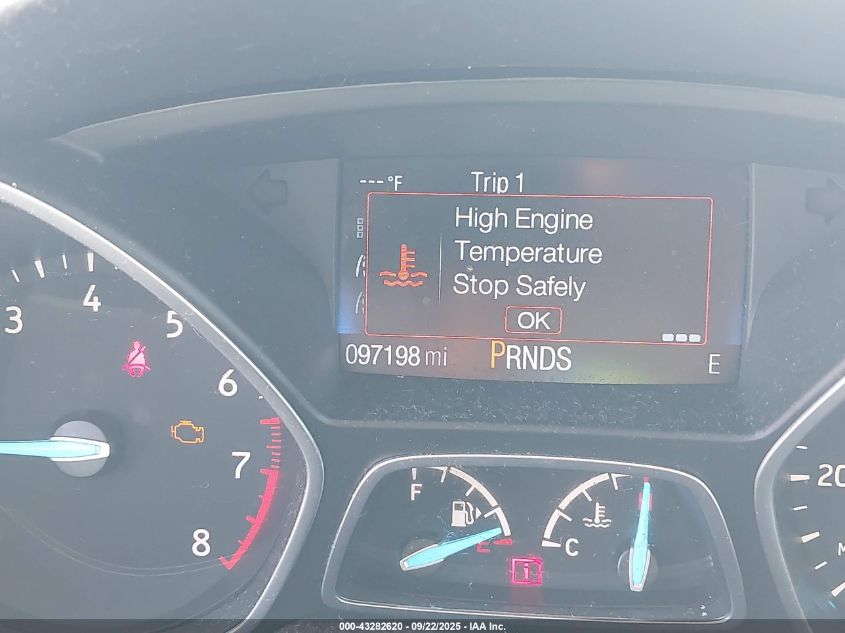 ---°F Trip 1
High Engine
Temperature
Stop Safely
OK
097198 mi PRNDS E
3 4 5 6 7 8
F
E
C
20
000-43282620 - 09/22/2025 - IAA Inc.